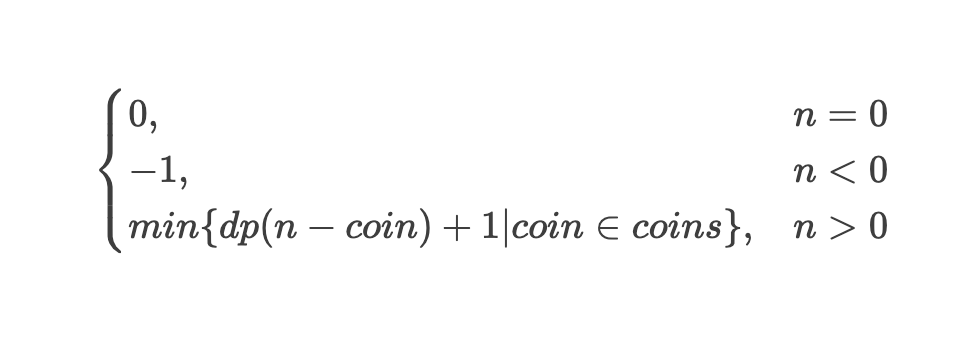 0, n = 0
−1, n < 0
min{dp(n − coin) + 1|coin ∈ coins}, n > 0